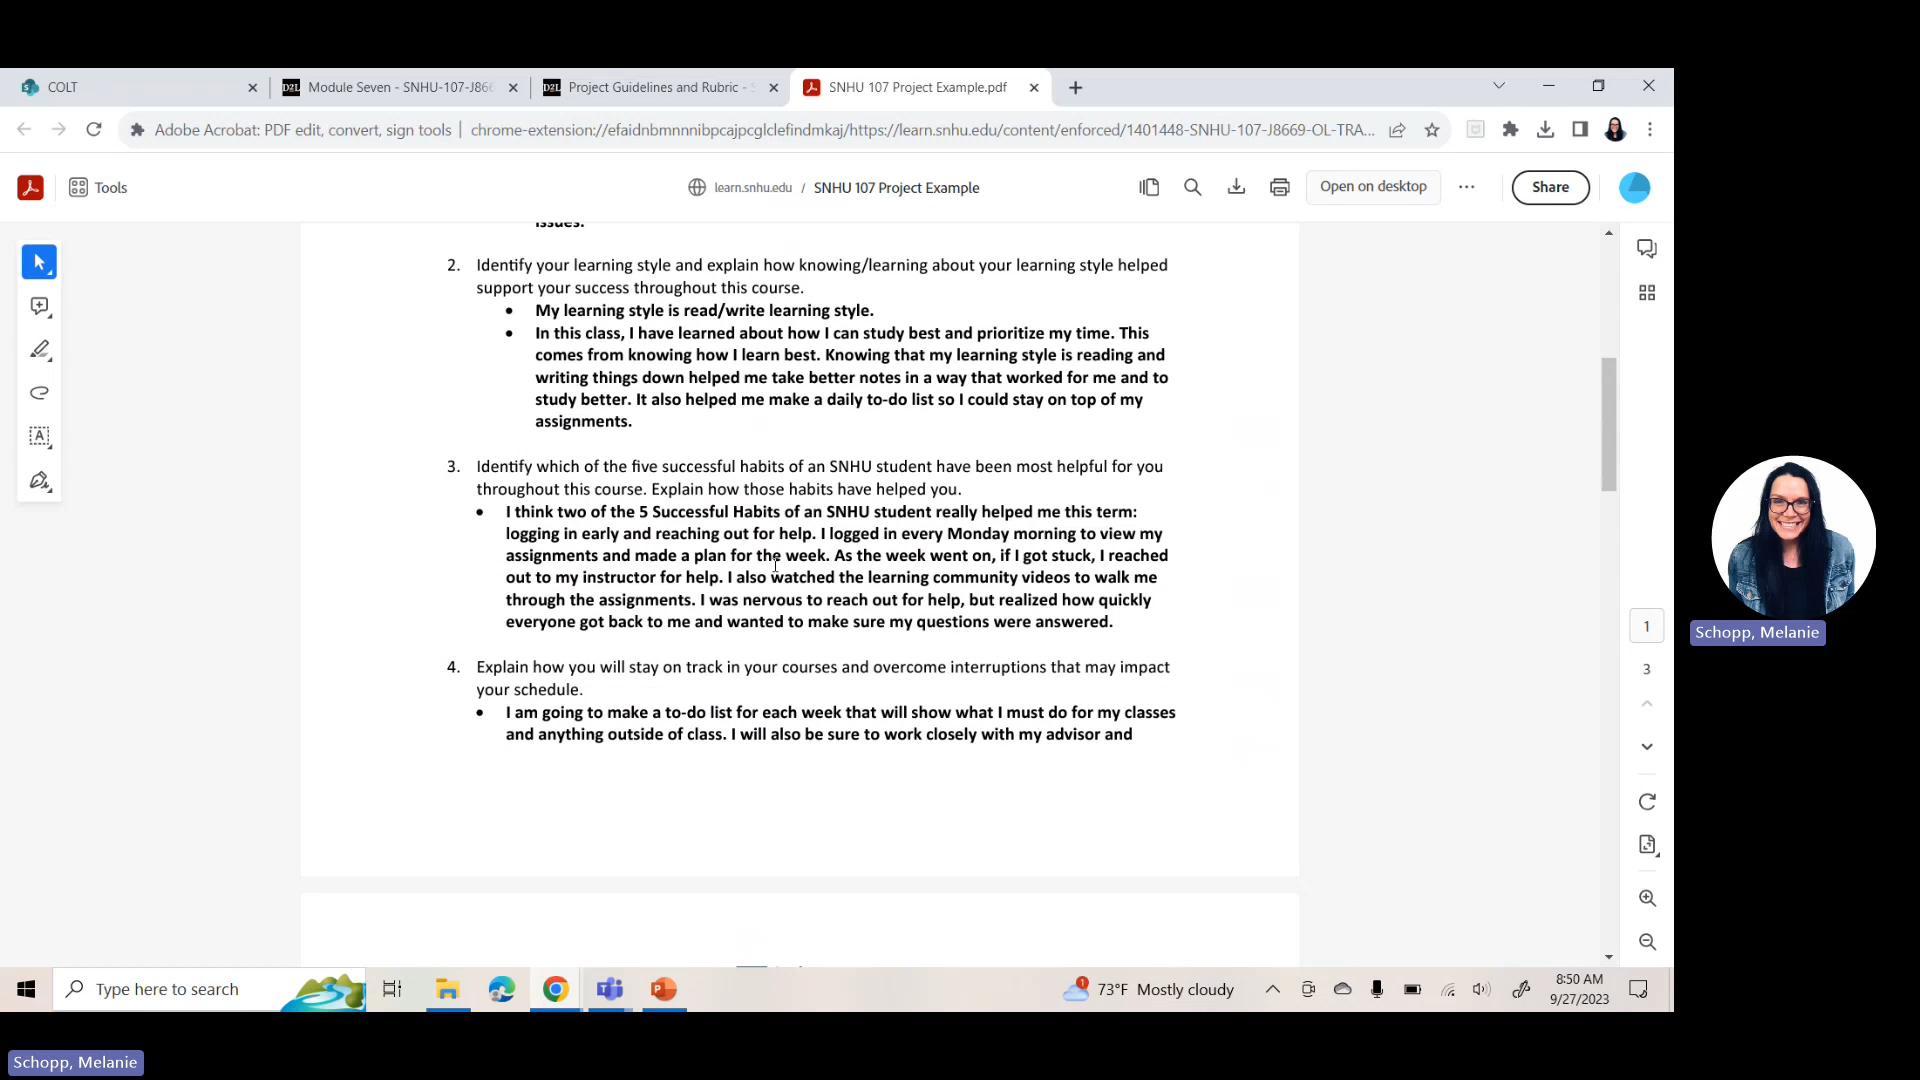 COLT
Module Seven - SNHU-107-J866
Project Guidelines and Rubric -
SNHU 107 Project Example.pdf
Adobe Acrobat: PDF edit, convert, sign tools
chrome-extension://efaidnbmnnnibpcajpcglclefindmkaj/https://learn.snhu.edu/content/enforced/1401448-SNHU-107-J8669-OL-TRA...
Tools
learn.snhu.edu / SNHU 107 Project Example
Open on desktop
Share
issues.
2. Identify your learning style and explain how knowing/learning about your learning style helped
support your success throughout this course.
• My learning style is read/write learning style.
• In this class, I have learned about how I can study best and prioritize my time. This
comes from knowing how I learn best. Knowing that my learning style is reading and
writing things down helped me take better notes in a way that worked for me and to
study better. It also helped me make a daily to-do list so I could stay on top of my
assignments.
3. Identify which of the five successful habits of an SNHU student have been most helpful for you
throughout this course. Explain how those habits have helped you.
• I think two of the 5 Successful Habits of an SNHU student really helped me this term:
logging in early and reaching out for help. I logged in every Monday morning to view my
assignments and made a plan for the week. As the week went on, if I got stuck, I reached
out to my instructor for help. I also watched the learning community videos to walk me
through the assignments. I was nervous to reach out for help, but realized how quickly
everyone got back to me and wanted to make sure my questions were answered.
4. Explain how you will stay on track in your courses and overcome interruptions that may impact
your schedule.
• I am going to make a to-do list for each week that will show what I must do for my classes
and anything outside of class. I will also be sure to work closely with my advisor and
1
3
Schopp, Melanie
Type here to search
73°F Mostly cloudy
8:50 AM
9/27/2023
Schopp, Melanie